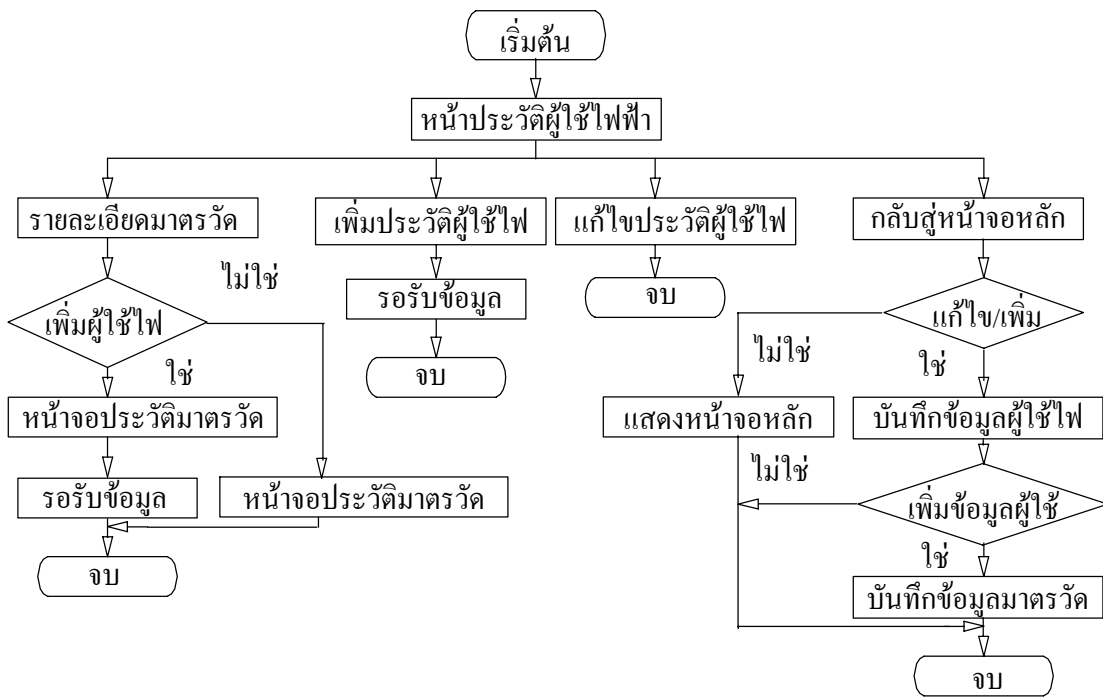 เริ่มต้น
หน้าประวัติผู้ใช้ไฟฟ้า
รายละเอียดมาตรวัด
เพิ่มประวัติผู้ใช้ไฟ
แก้ไขประวัติผู้ใช้ไฟ
กลับสู่หน้าจอหลัก
ไม่ใช่
เพิ่มผู้ใช้ไฟ
รอรับข้อมูล
จบ
แก้ไข/เพิ่ม
ใช่
จบ
ไม่ใช่
ใช่
หน้าจอประวัติมาตรวัด
แสดงหน้าจอหลัก
บันทึกข้อมูลผู้ใช้ไฟ
ไม่ใช่
รอรับข้อมูล
หน้าจอประวัติมาตรวัด
เพิ่มข้อมูลผู้ใช้
ใช่
จบ
บันทึกข้อมูลมาตรวัด
จบ